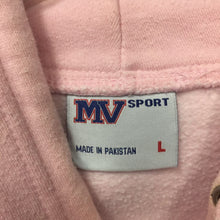 MV SPORT
MADE IN PAKISTAN L